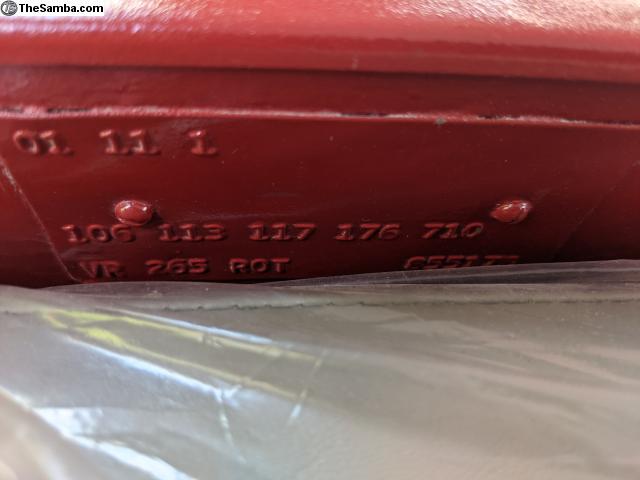 TheSamba.com
01 11 1
106 113 117 176 710
VR 265 ROT